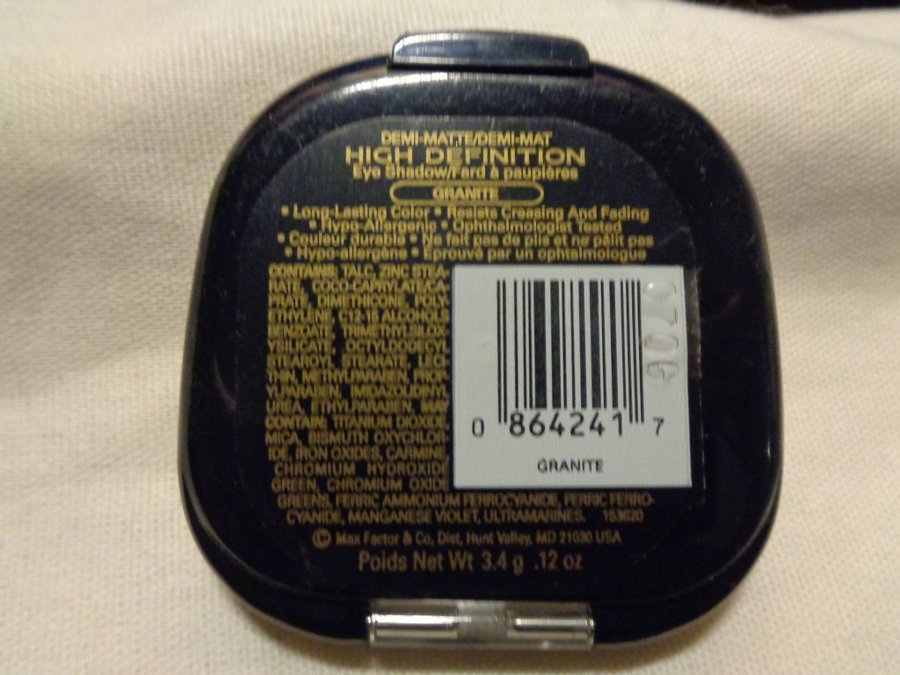 DEMI-MATTE/DEMI-MAT
HIGH DEFINITION
Eye Shadow/Fard à paupières
GRANITE
• Long-Lasting Color • Resists Creasing And Fading
• Hypo-Allergenic • Ophthalmologist Tested
• Couleur durable • Ne fait pas de plis et ne pâlit pas
• Hypo-allergène • Éprouvé par un ophtalmologue
CONTAINS: TALC, ZINC STEA-
RATE, COCO-CAPRYLATE/CA-
PRATE, DIMETHICONE, POLY-
ETHYLENE, C12-15 ALCOHOLS
BENZOATE, TRIMETHYLSILOX-
YSILICATE, OCTYLDODECYL
STEAROYL STEARATE, LECI-
THIN, METHYLPARABEN, PROP-
YLPARABEN, IMIDAZOLIDINYL
UREA, ETHYLPARABEN. MAY
CONTAIN: TITANIUM DIOXIDE,
MICA, BISMUTH OXYCHLOR-
IDE, IRON OXIDES, CARMINE,
CHROMIUM HYDROXIDE
GREEN, CHROMIUM OXIDE
GREENS, FERRIC AMMONIUM FERROCYANIDE, FERRIC FERRO-
CYANIDE, MANGANESE VIOLET, ULTRAMARINES. 153620
© Max Factor & Co, Dist, Hunt Valley, MD 21030 USA
Poids Net Wt 3.4 g .12 oz
0 864241 7
GRANITE